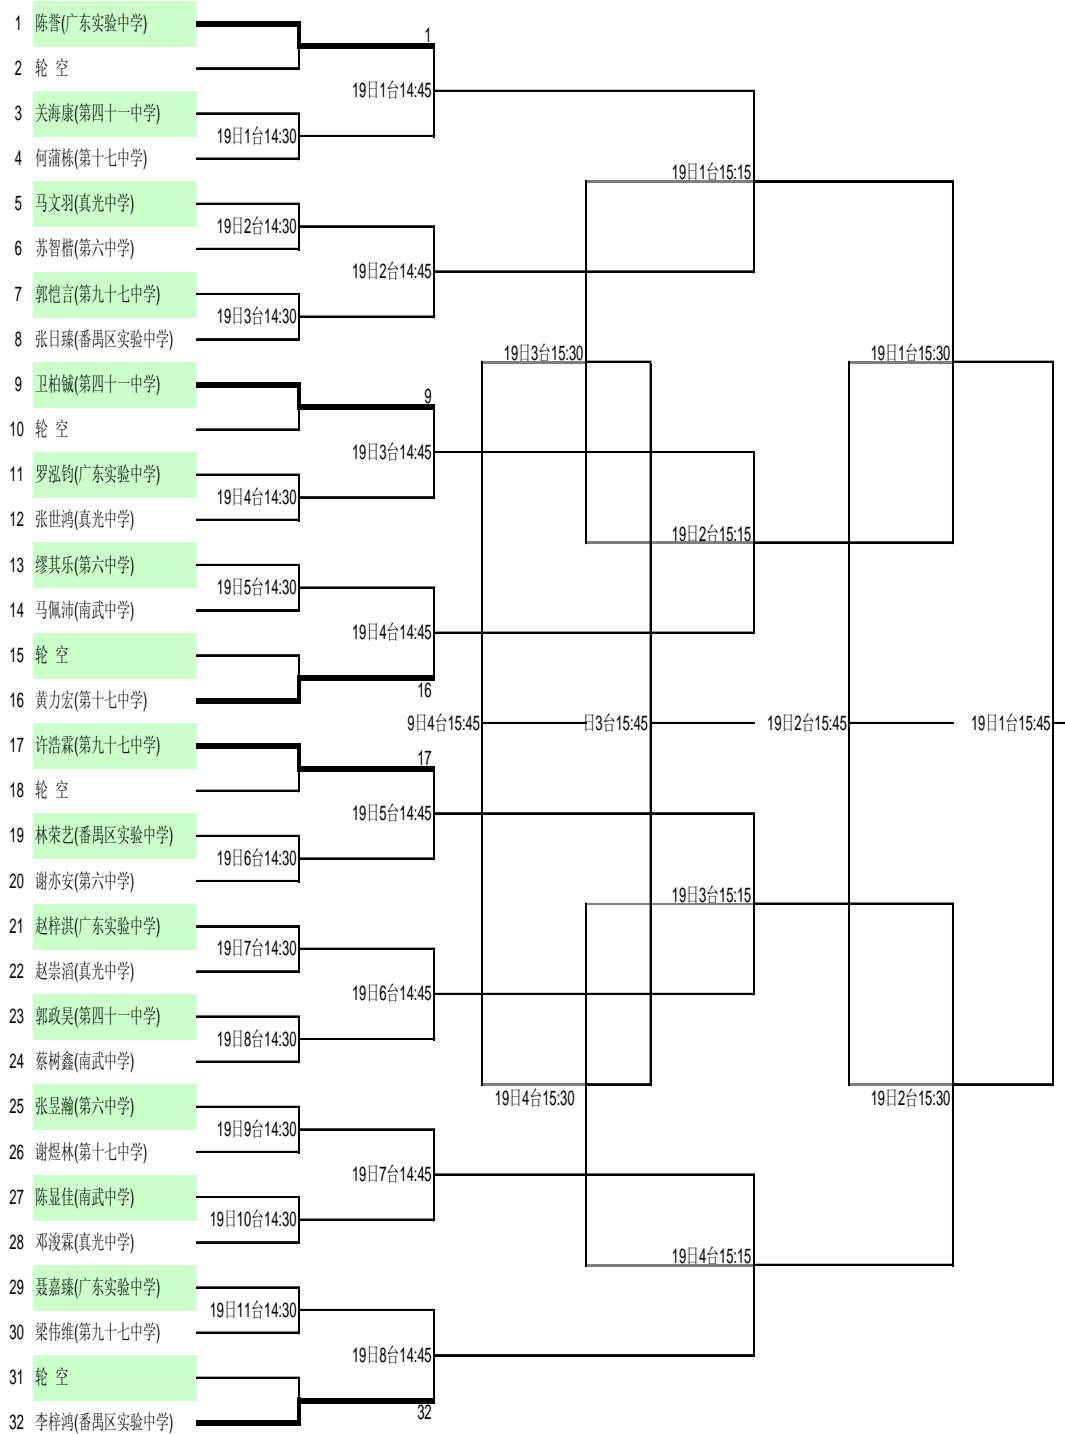 1 陈誉(广东实验中学)
1
2 轮 空
19日1台14:45
3 关海康(第四十一中学)
19日1台14:30
4 何蒲栋(第十七中学)
19日1台15:15
5 马文羽(真光中学)
19日2台14:30
6 苏智楷(第六中学)
19日2台14:45
7 郭恺言(第九十七中学)
19日3台14:30
8 张日臻(番禺区实验中学)
19日3台15:30
19日1台15:30
9 卫柏铖(第四十一中学)
9
10 轮 空
19日3台14:45
11 罗泓钧(广东实验中学)
19日4台14:30
12 张世鸿(真光中学)
19日2台15:15
13 缪其乐(第六中学)
19日5台14:30
14 马佩沛(南武中学)
19日4台14:45
15 轮 空
16
16 黄力宏(第十七中学)
9日4台15:45
日3台15:45
19日2台15:45
19日1台15:45
17 许浩霖(第九十七中学)
17
18 轮 空
19日5台14:45
19 林荣艺(番禺区实验中学)
19日6台14:30
20 谢亦安(第六中学)
19日3台15:15
21 赵梓淇(广东实验中学)
19日7台14:30
22 赵崇滔(真光中学)
19日6台14:45
23 郭政昊(第四十一中学)
19日8台14:30
24 蔡树鑫(南武中学)
19日4台15:30
19日2台15:30
25 张昱瀚(第六中学)
19日9台14:30
26 谢煜林(第十七中学)
19日7台14:45
27 陈显佳(南武中学)
19日10台14:30
28 邓浚霖(真光中学)
19日4台15:15
29 聂嘉臻(广东实验中学)
19日11台14:30
30 梁伟维(第九十七中学)
19日8台14:45
31 轮 空
32
32 李梓鸿(番禺区实验中学)